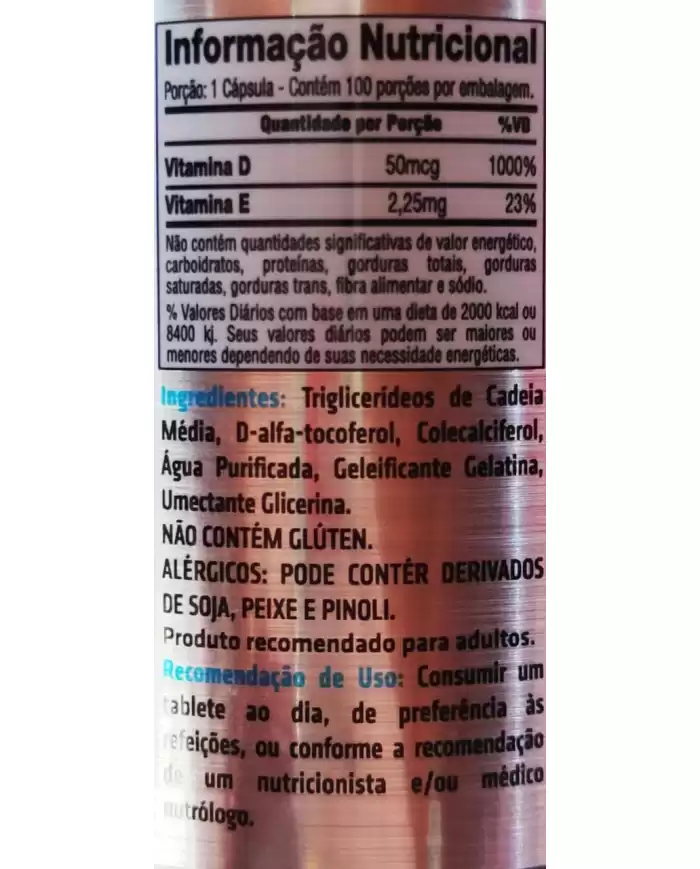 Informação Nutricional
Porção: 1 Cápsula - Contém 100 porções por embalagem.
Quantidade por Porção %VD
Vitamina D 50mcg 1000%
Vitamina E 2,25mg 23%
Não contém quantidades significativas de valor energético,
carboidratos, proteínas, gorduras totais, gorduras
saturadas, gorduras trans, fibra alimentar e sódio.
% Valores Diários com base em uma dieta de 2000 kcal ou
8400 kj. Seus valores diários podem ser maiores ou
menores dependendo de suas necessidade energéticas.
Ingredientes: Triglicerídeos de Cadeia
Média, D-alfa-tocoferol, Colecalciferol,
Água Purificada, Geleificante Gelatina,
Umectante Glicerina.
NÃO CONTÉM GLÚTEN.
ALÉRGICOS: PODE CONTÉR DERIVADOS
DE SOJA, PEIXE E PINOLI.
Produto recomendado para adultos.
Recomendação de Uso: Consumir um
tablete ao dia, de preferência às
refeições, ou conforme a recomendação
de um nutricionista e/ou médico
nutrólogo.